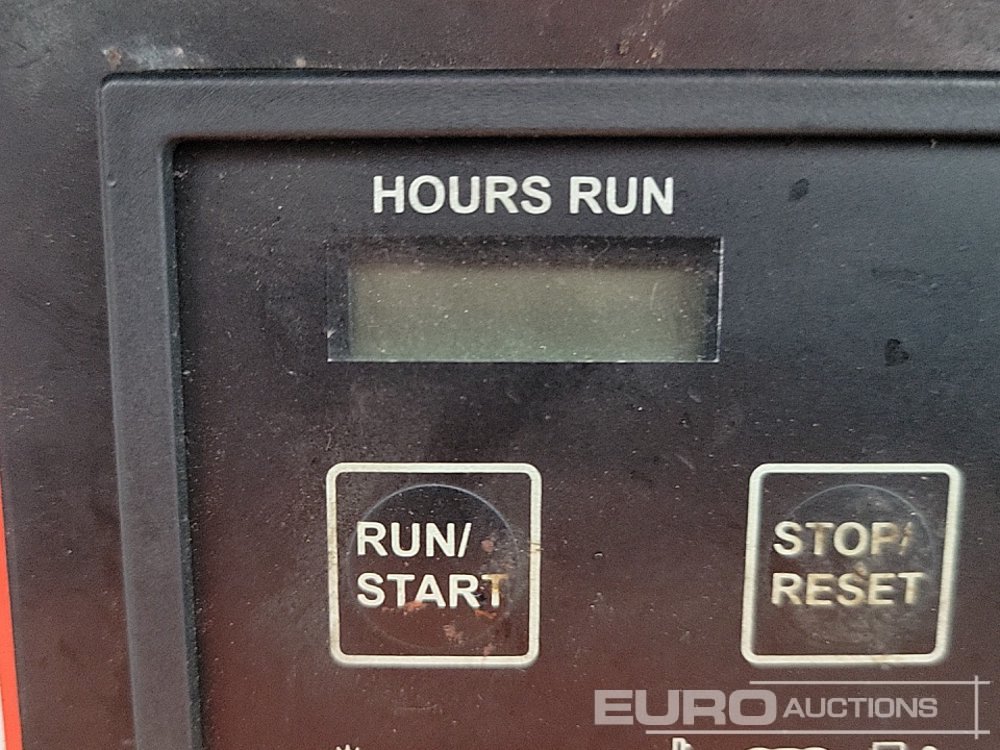 HOURS RUN
RUN/
START
STOP/
RESET
EURO AUCTIONS